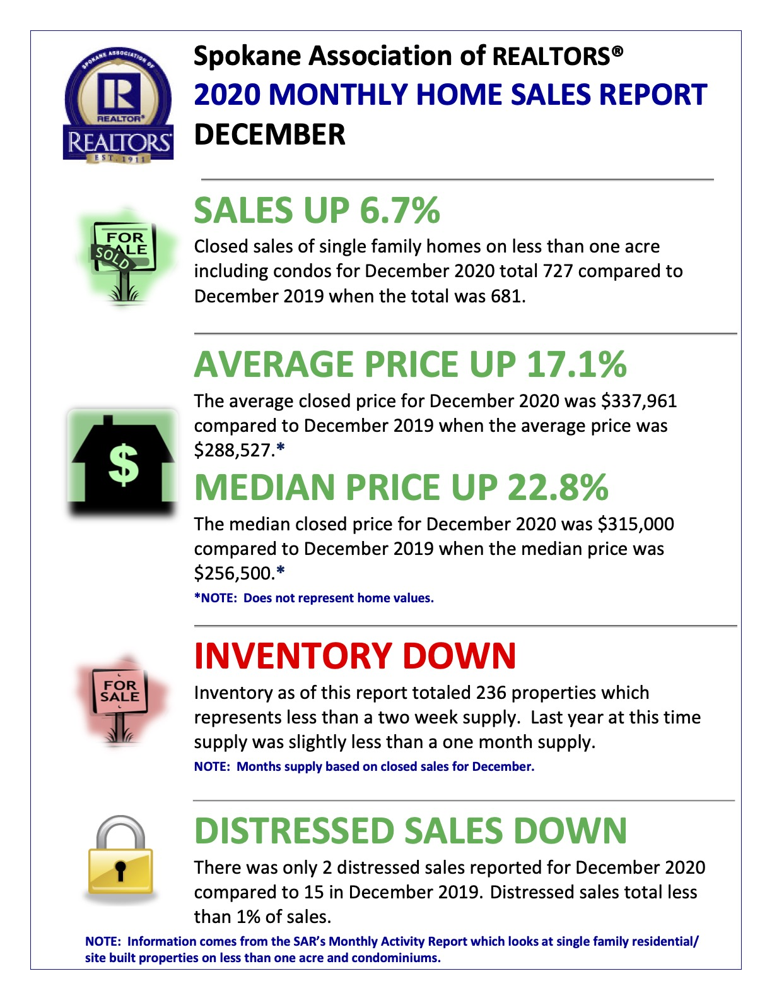 SPOKANE ASSOCIATION OF
R
REALTOR®
REALTORS®
EST. 1911
Spokane Association of REALTORS®
2020 MONTHLY HOME SALES REPORT
DECEMBER
FOR
SALE
SOLD
SALES UP 6.7%
Closed sales of single family homes on less than one acre
including condos for December 2020 total 727 compared to
December 2019 when the total was 681.
$
AVERAGE PRICE UP 17.1%
The average closed price for December 2020 was $337,961
compared to December 2019 when the average price was
$288,527.*
MEDIAN PRICE UP 22.8%
The median closed price for December 2020 was $315,000
compared to December 2019 when the median price was
$256,500.*
*NOTE:  Does not represent home values.
FOR
SALE
INVENTORY DOWN
Inventory as of this report totaled 236 properties which
represents less than a two week supply.  Last year at this time
supply was slightly less than a one month supply.
NOTE:  Months supply based on closed sales for December.
DISTRESSED SALES DOWN
There was only 2 distressed sales reported for December 2020
compared to 15 in December 2019. Distressed sales total less
than 1% of sales.
NOTE:  Information comes from the SAR’s Monthly Activity Report which looks at single family residential/
site built properties on less than one acre and condominiums.